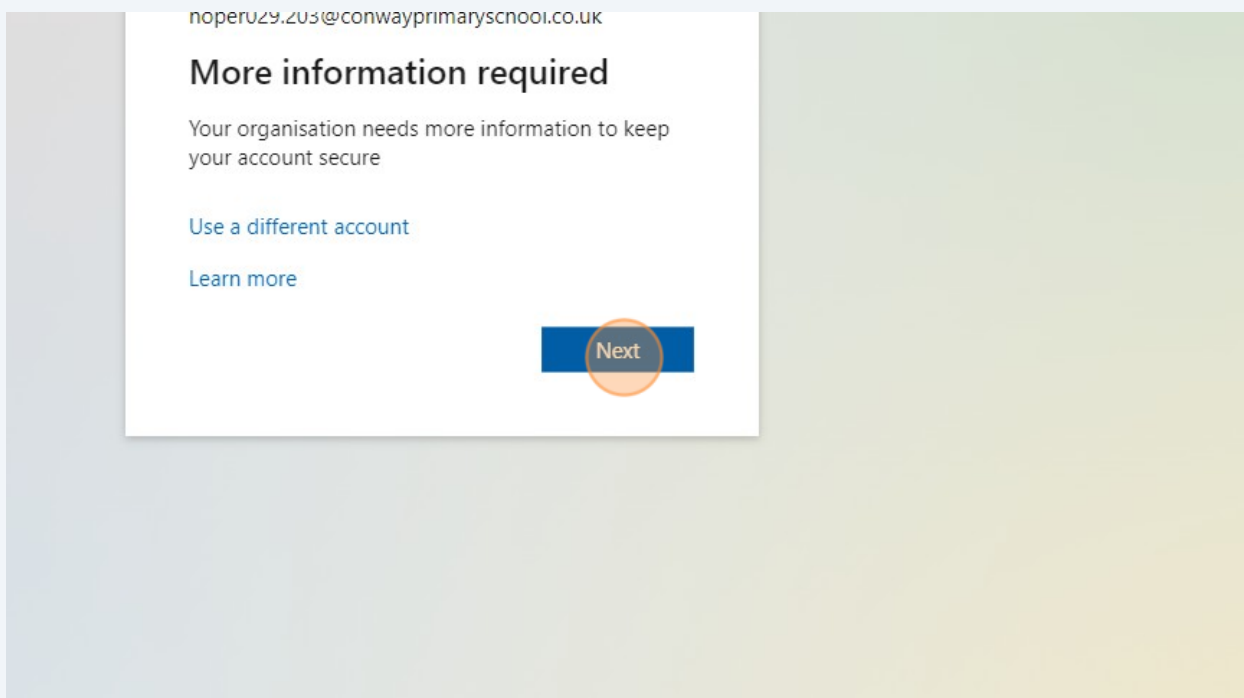 hoper029.203@conwayprimaryschool.co.uk
More information required
Your organisation needs more information to keep
your account secure
Use a different account
Learn more
Next